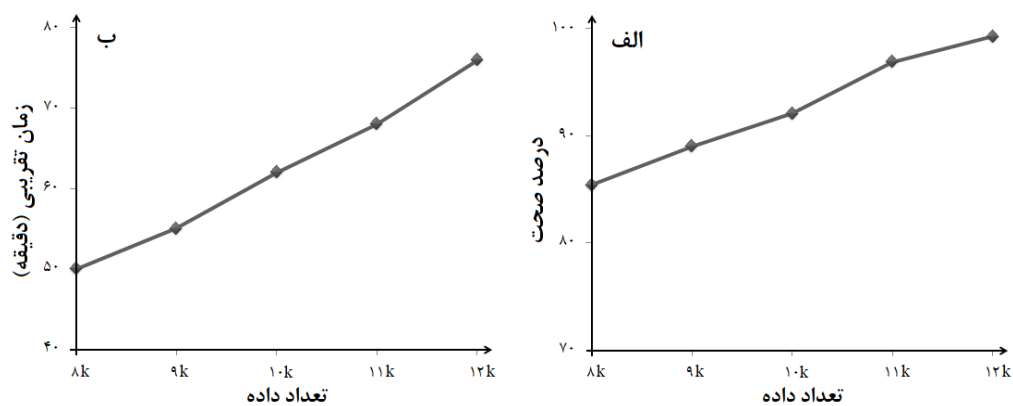 الف
۱۰۰
۹۰
۸۰
۷۰
درصد صحت
۸k
۹k
۱۰k
۱۱k
۱۲k
تعداد داده
ب
۸۰
۷۰
۶۰
۵۰
۴۰
زمان تقریبی (دقیقه)
۸k
۹k
۱۰k
۱۱k
۱۲k
تعداد داده